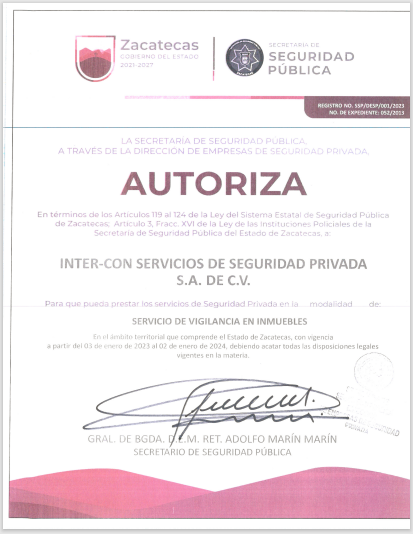 Zacatecas
GOBIERNO DEL ESTADO
2021-2027
SECRETARÍA DE
SEGURIDAD
PÚBLICA
REGISTRO NO. SSP/DESP/001/2023
NO. DE EXPEDIENTE: 052/2013
LA SECRETARÍA DE SEGURIDAD PÚBLICA,
A TRAVÉS DE LA DIRECCIÓN DE EMPRESAS DE SEGURIDAD PRIVADA,
AUTORIZA
En términos de los Artículos 119 al 124 de la Ley del Sistema Estatal de Seguridad Pública
de Zacatecas; Artículo 3, Fracc. XVI de la Ley de las Instituciones Policiales de la
Secretaría de Seguridad Pública del Estado de Zacatecas, a:
INTER-CON SERVICIOS DE SEGURIDAD PRIVADA
S.A. DE C.V.
Para que pueda prestar los servicios de Seguridad Privada en la modalidad de:
SERVICIO DE VIGILANCIA EN INMUEBLES
En el ámbito territorial que comprende el Estado de Zacatecas, con vigencia
a partir del 03 de enero de 2023 al 02 de enero de 2024, debiendo acatar todas las disposiciones legales
vigentes en la materia.
GRAL. DE BGDA. D.E.M. RET. ADOLFO MARÍN MARÍN
SECRETARIO DE SEGURIDAD PÚBLICA